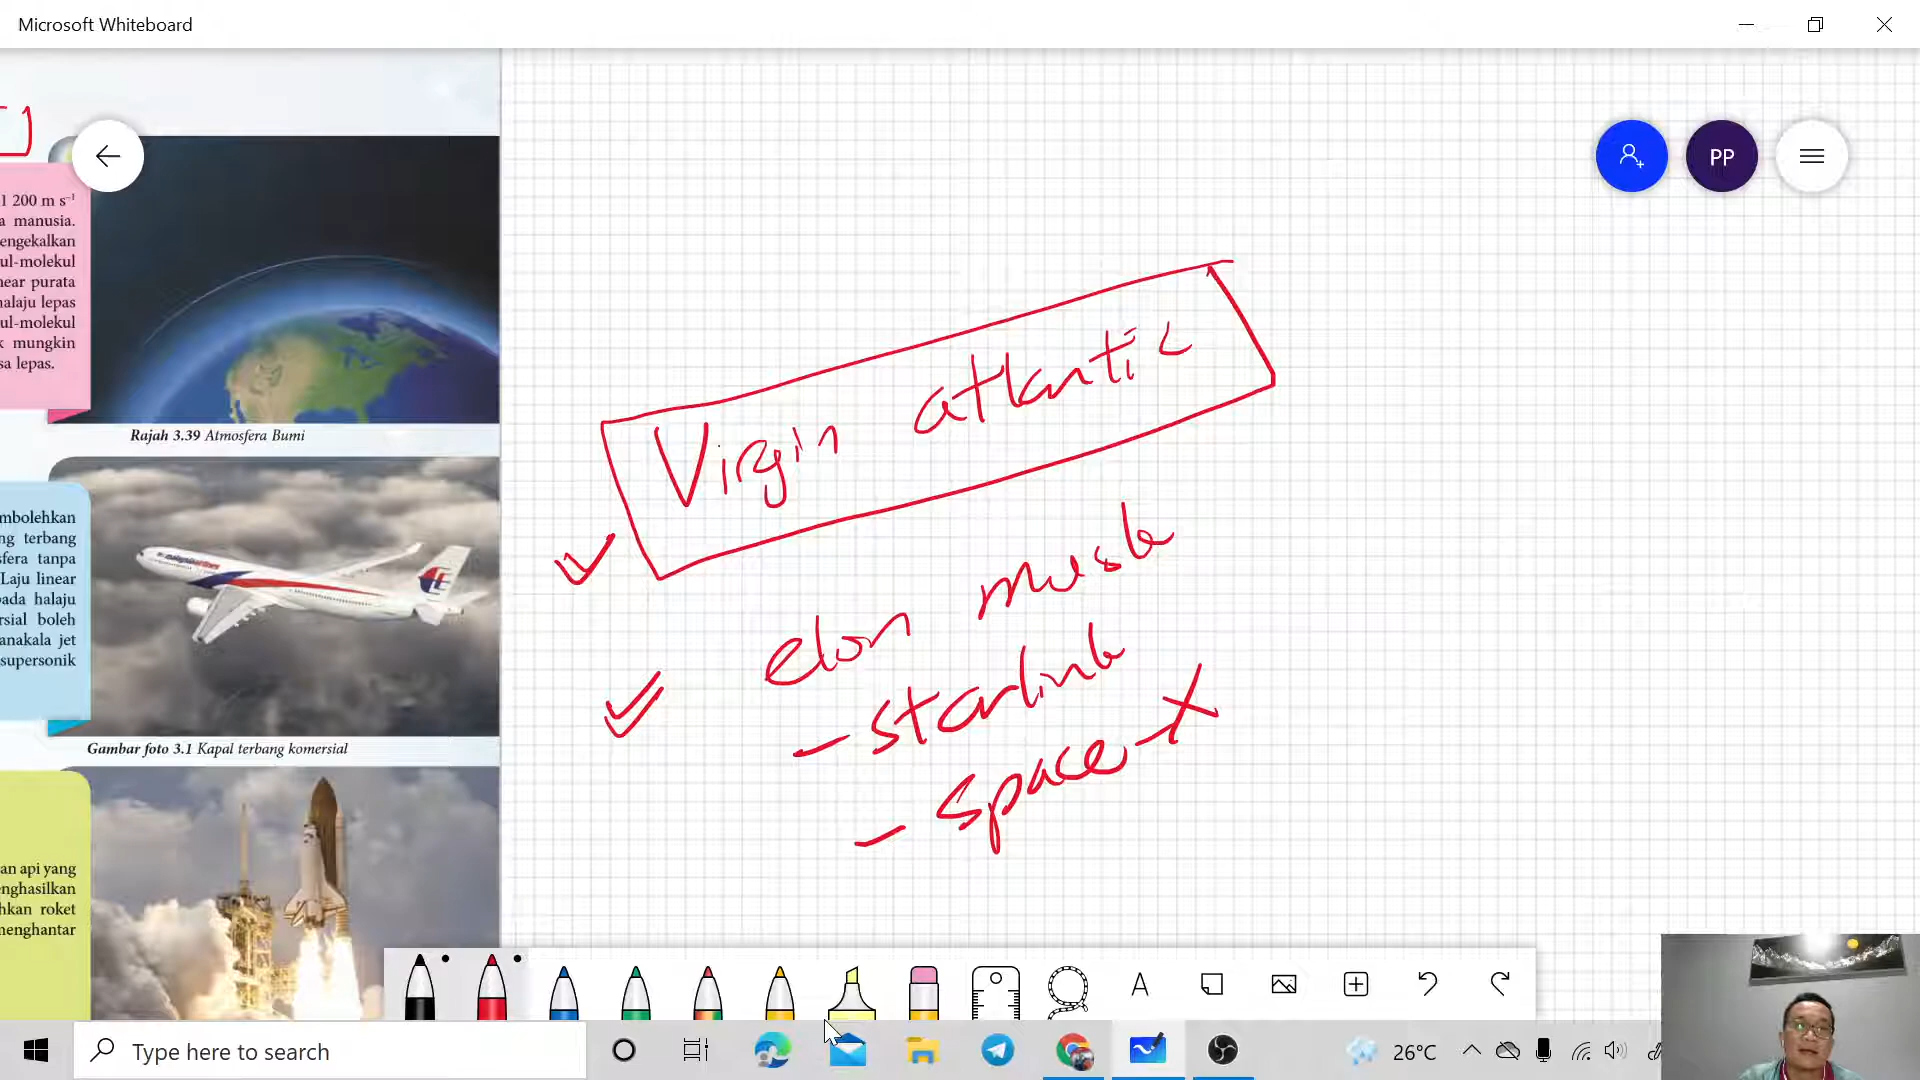 Microsoft Whiteboard
1 200 m s⁻¹
a manusia.
engekalkan
ul-molekul
near purata
halaju lepas
ul-molekul
k mungkin
sa lepas.
Rajah 3.39 Atmosfera Bumi
mbolehkan
ng terbang
sfera tanpa
Laju linear
pada halaju
rsial boleh
anakala jet
supersonik
malaysia
Gambar foto 3.1 Kapal terbang komersial
an api yang
enghasilkan
hkan roket
menghantar
PP
Virgin atlantic
elon musk
- starlink
- space X
A
Type here to search
26°C